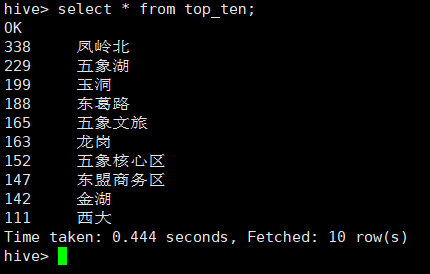 hive> select * from top_ten;
OK
338 凤岭北
229 五象湖
199 玉洞
188 东葛路
165 五象文旅
163 龙岗
152 五象核心区
147 东盟商务区
142 金湖
111 西大
Time taken: 0.444 seconds, Fetched: 10 row(s)
hive>